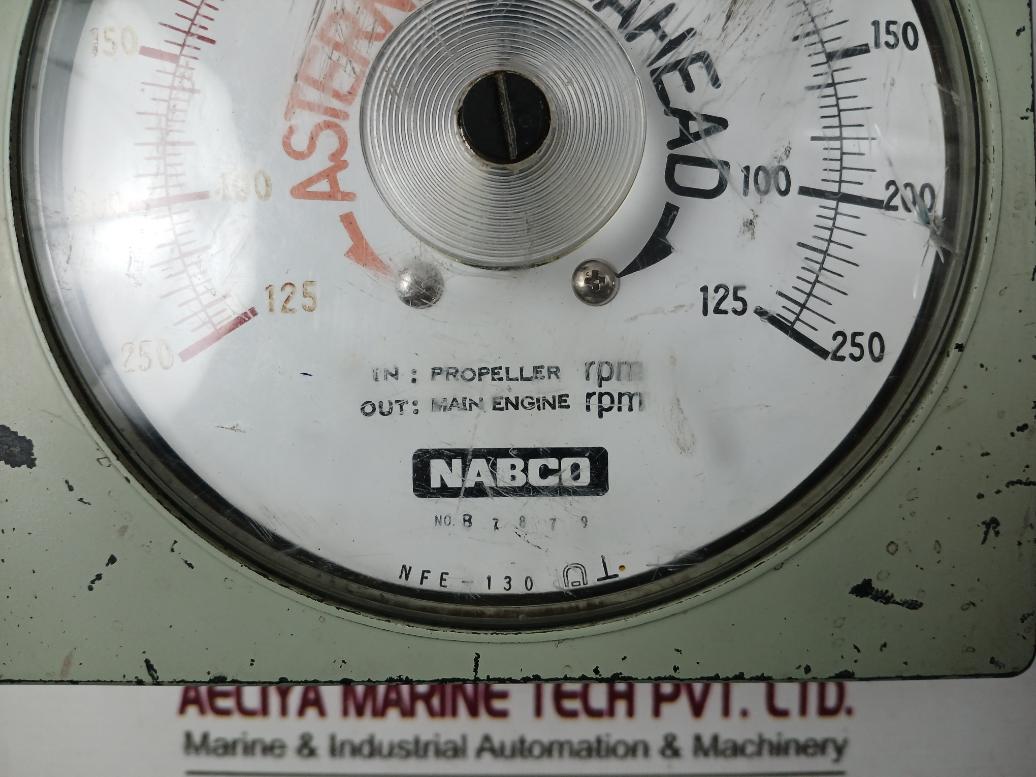 150
ASTERN
AHEAD
150
100
100
200
125
250
125
250
IN : PROPELLER rpm
OUT: MAIN ENGINE rpm
NABCO
NO. B 7 8 7 9
NFE-130
AELIYA MARINE TECH PVT. LTD.
Marine & Industrial Automation & Machinery